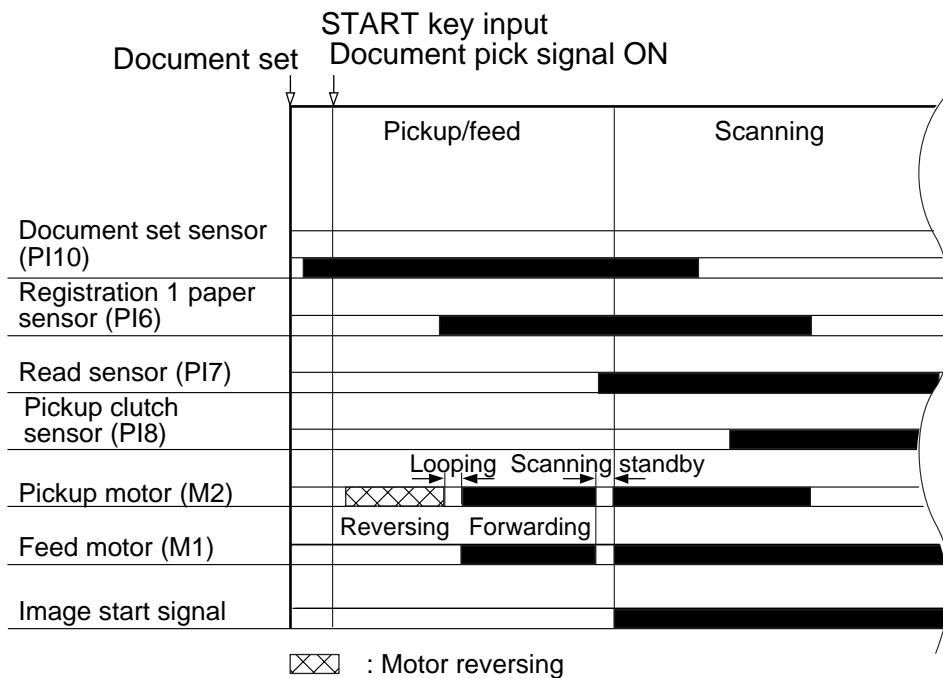 START key input
Document set
Document pick signal ON
Pickup/feed
Scanning
Document set sensor
(PI10)
Registration 1 paper
sensor (PI6)
Read sensor (PI7)
Pickup clutch
sensor (PI8)
Looping
Scanning standby
Pickup motor (M2)
Reversing
Forwarding
Feed motor (M1)
Image start signal
: Motor reversing